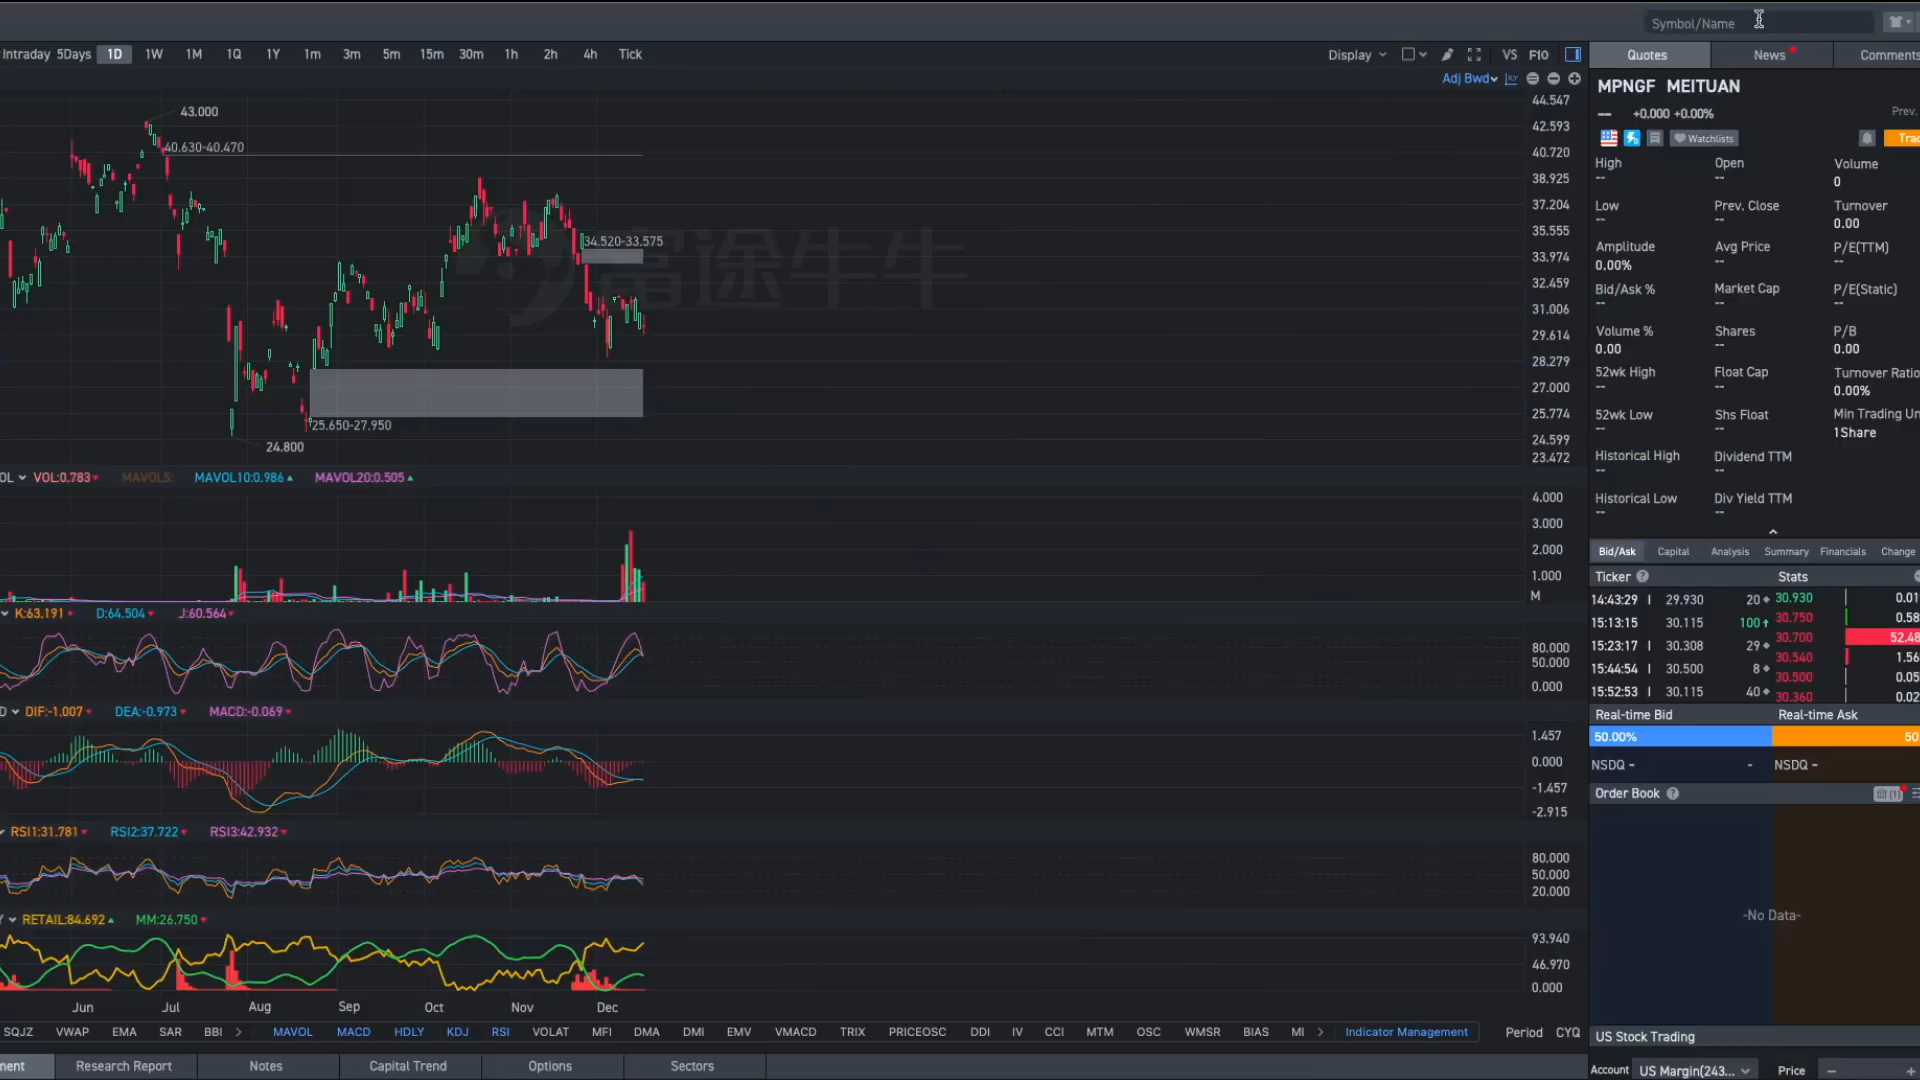 Symbol/Name
Intraday 5Days 1D 1W 1M 1Q 1Y 1m 3m 5m 15m 30m 1h 2h 4h Tick
Display VS F10
Quotes News Comments
Adj Bwd
MPNGF MEITUAN
-- +0.000 +0.00% Prev.
Watchlists
High Open Volume
-- -- 0
Low Prev. Close Turnover
-- -- 0.00
Amplitude Avg Price P/E(TTM)
0.00% -- --
Bid/Ask % Market Cap P/E(Static)
-- -- --
Volume % Shares P/B
0.00 -- 0.00
52wk High Float Cap Turnover Ratio
-- -- 0.00%
52wk Low Shs Float Min Trading Un
-- -- 1Share
Historical High Dividend TTM
-- --
Historical Low Div Yield TTM
-- --
43.000
40.630-40.470
34.520-33.575
富途牛牛
25.650-27.950
24.800
44.547
42.593
40.720
38.925
37.204
35.555
33.974
32.459
31.006
29.614
28.279
27.000
25.774
24.599
23.472
OL VOL:0.783 MAVOL5: MAVOL10:0.986 MAVOL20:0.505
4.000
3.000
2.000
1.000
M
K:63.191 D:64.504 J:60.564
80.000
50.000
0.000
D DIF:-1.007 DEA:-0.973 MACD:-0.069
1.457
0.000
-1.457
-2.915
RSI1:31.781 RSI2:37.722 RSI3:42.932
80.000
50.000
20.000
Y RETAIL:84.692 MM:26.750
93.940
46.970
0.000
Jun Jul Aug Sep Oct Nov Dec
SQJZ VWAP EMA SAR BBI MAVOL MACD HDLY KDJ RSI VOLAT MFI DMA DMI EMV VMACD TRIX PRICEOSC DDI IV CCI MTM OSC WMSR BIAS MI Indicator Management Period CYQ
nent Research Report Notes Capital Trend Options Sectors
Bid/Ask Capital Analysis Summary Financials Change
Ticker Stats
14:43:29 29.930 20 30.930 0.01
15:13:15 30.115 100 30.750 0.58
15:23:17 30.308 29 30.700 52.48
15:44:54 30.500 8 30.540 1.56
15:52:53 30.115 40 30.500 0.05
30.360 0.02
Real-time Bid Real-time Ask
50.00% 50
NSDQ - - NSDQ -
Order Book
-No Data-
US Stock Trading
Account US Margin(243... Price - +